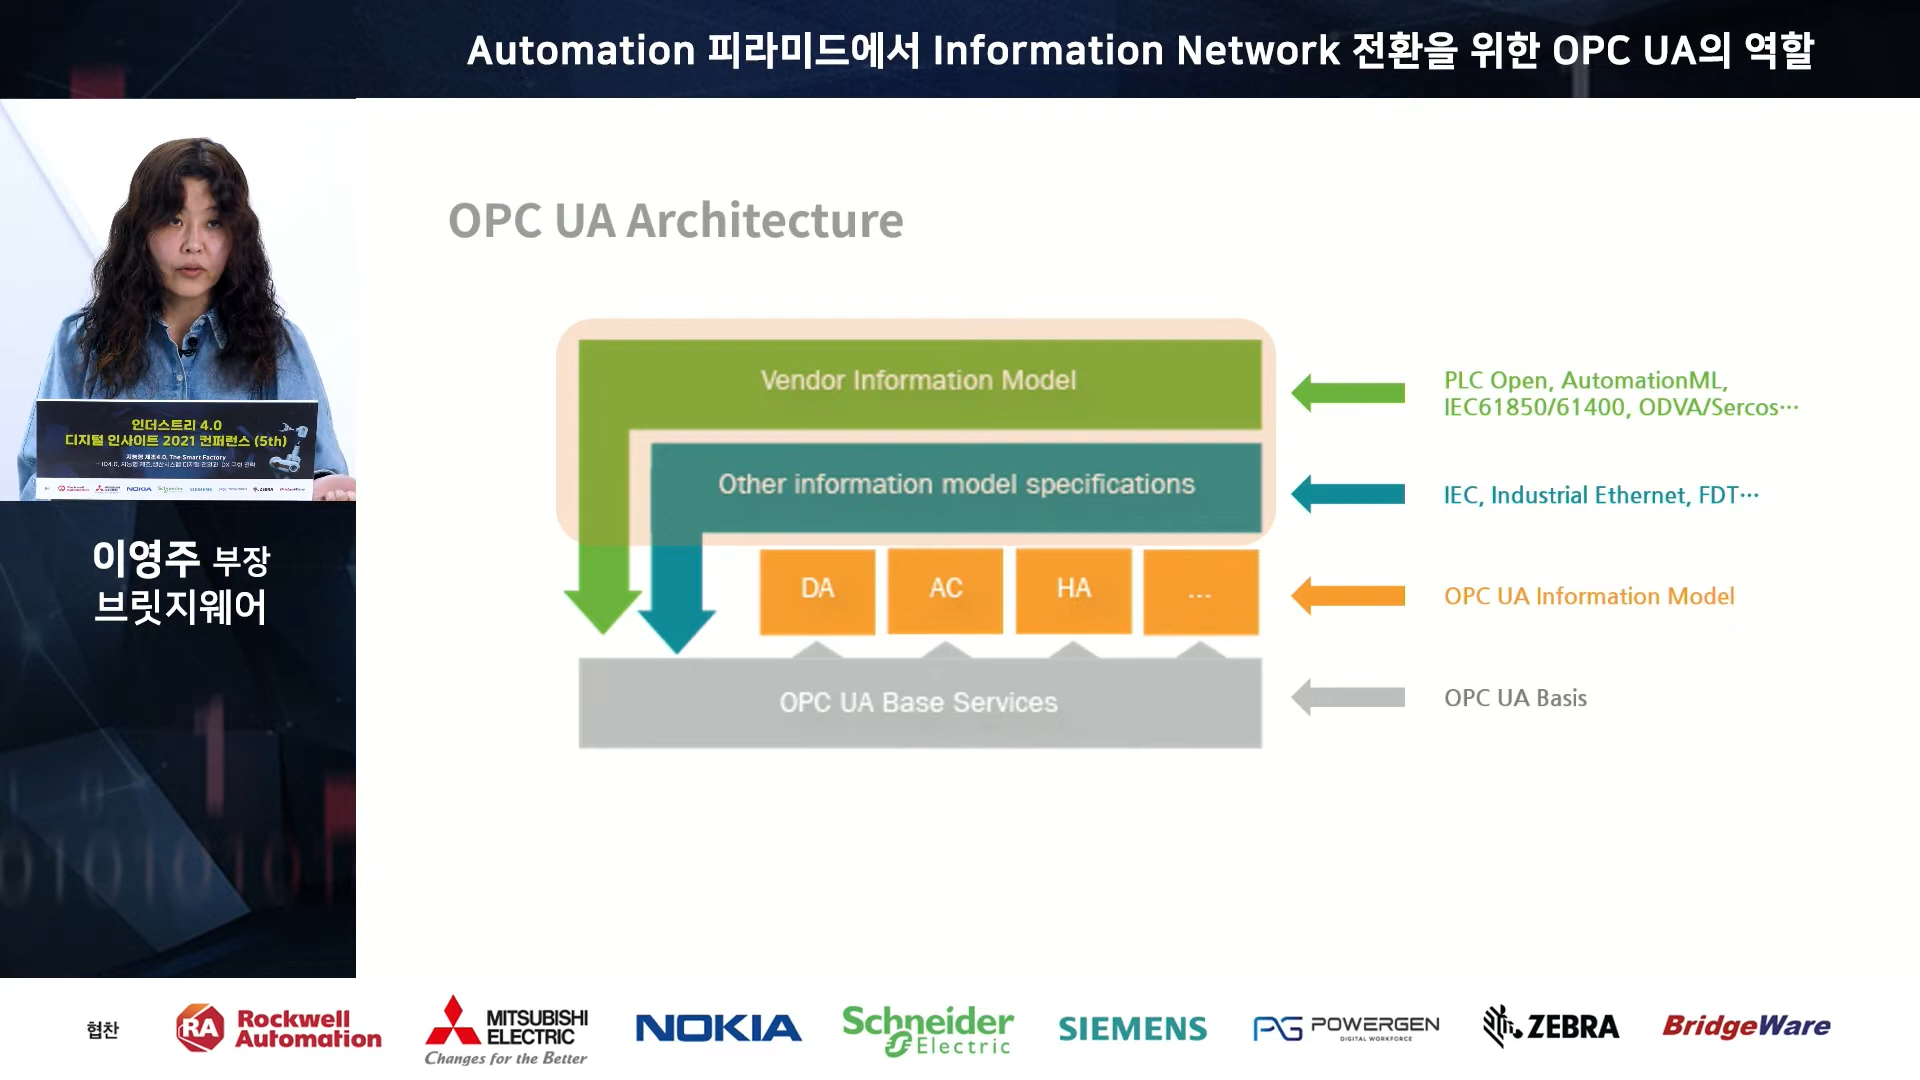 Automation 피라미드에서 Information Network 전환을 위한 OPC UA의 역할
인더스트리 4.0
디지털 인사이트 2021 컨퍼런스 (5th)
지능형 제조4.0, The Smart Factory
NOKIA
Schneider
SIEMENS
ZEBRA
BridgeWare
이영주 부장
브릿지웨어
OPC UA Architecture
Vendor Information Model
Other information model specifications
DA
AC
HA
...
OPC UA Base Services
PLC Open, AutomationML,
IEC61850/61400, ODVA/Sercos…
IEC, Industrial Ethernet, FDT…
OPC UA Information Model
OPC UA Basis
협찬
RA
Rockwell
Automation
MITSUBISHI
ELECTRIC
Changes for the Better
NOKIA
Schneider
Electric
SIEMENS
PG POWERGEN
DIGITAL WORKFORCE
ZEBRA
BridgeWare